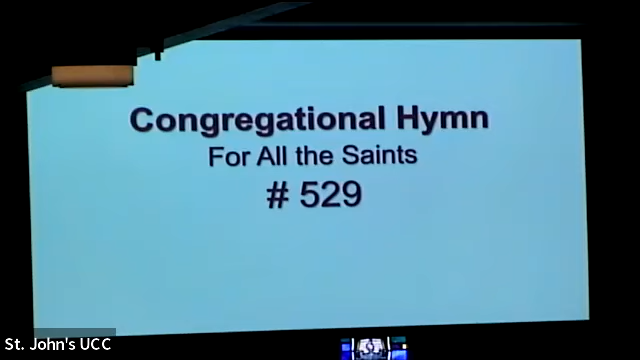 Congregational Hymn
For All the Saints
# 529
St. John's UCC